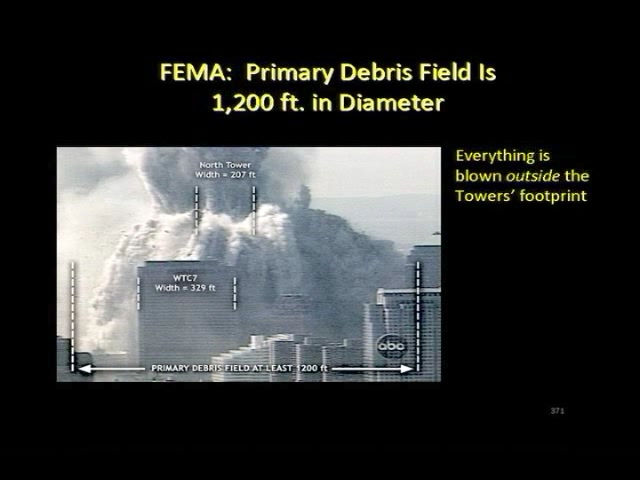 FEMA: Primary Debris Field Is
1,200 ft. in Diameter
Everything is
blown outside the
Towers' footprint
North Tower
Width = 207 ft
WTC7
Width = 329 ft
abc
PRIMARY DEBRIS FIELD AT LEAST 1200 ft
371